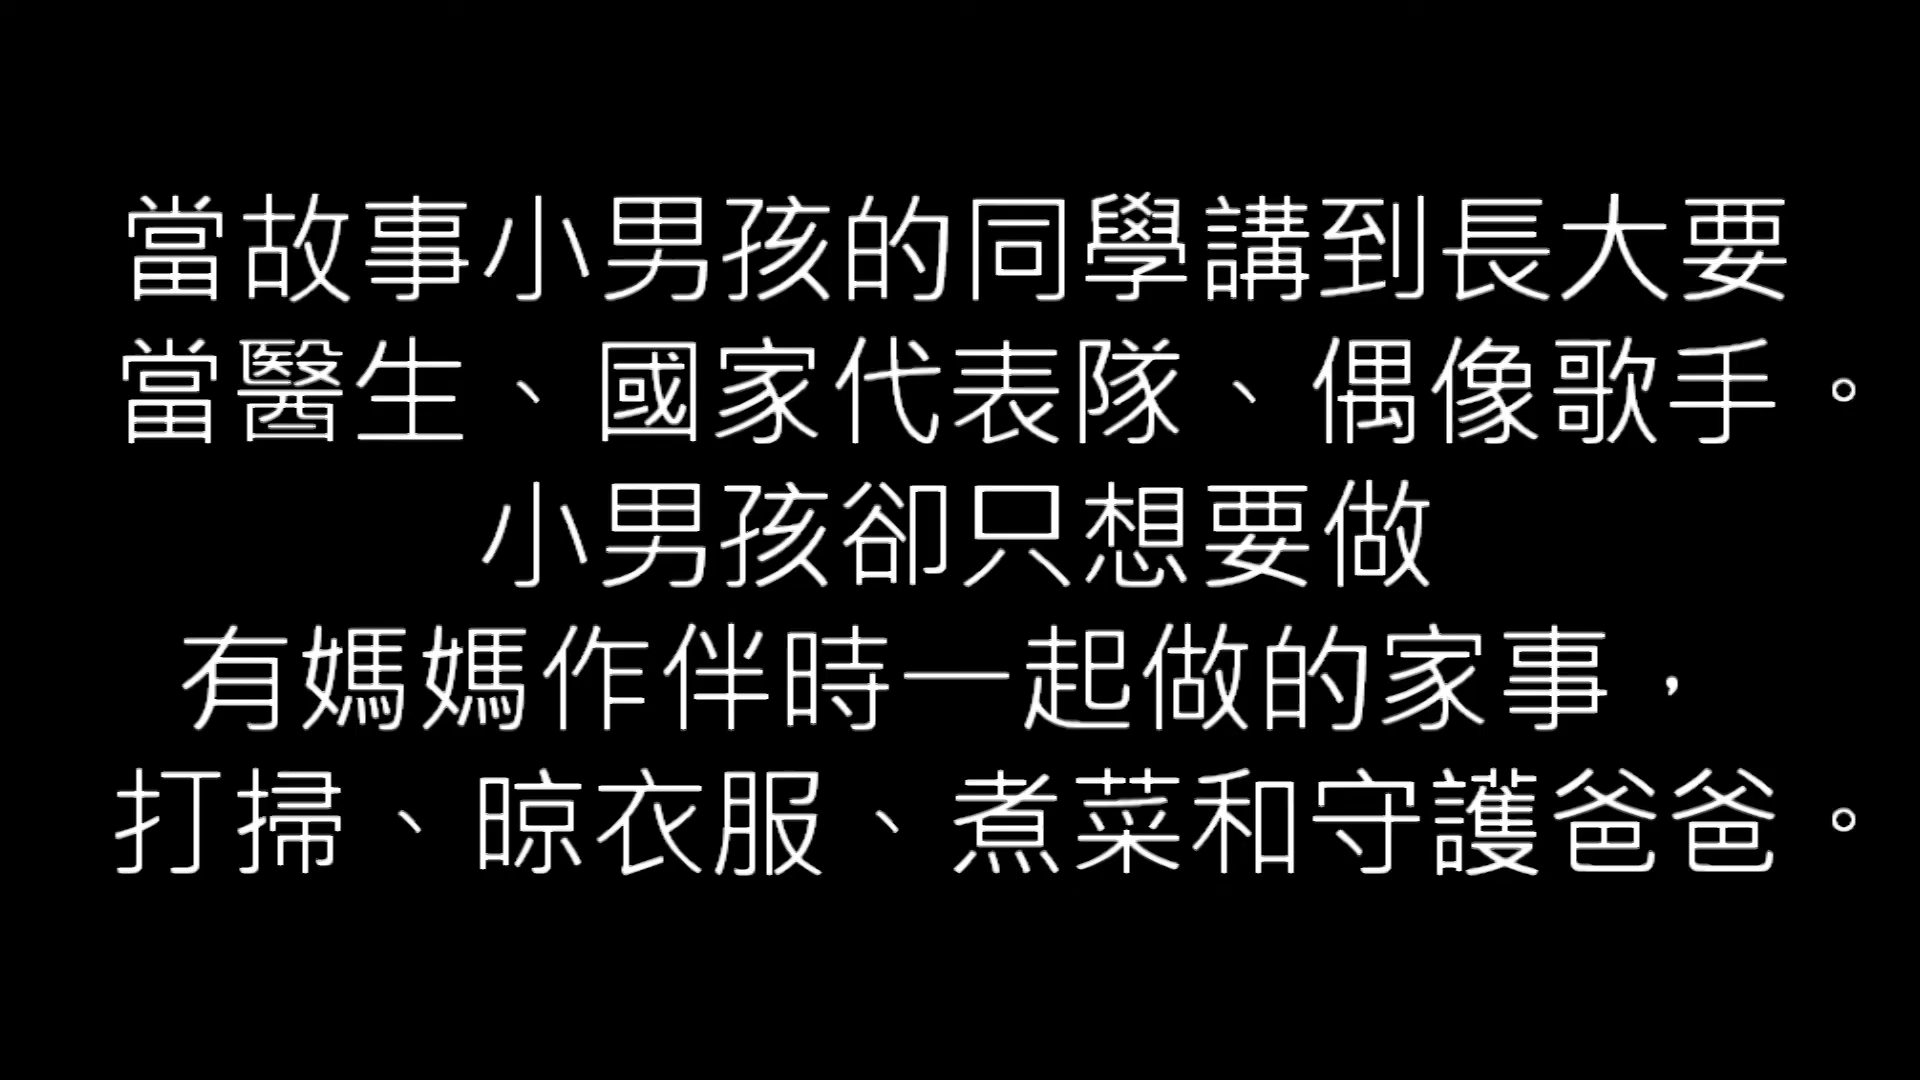 當故事小男孩的同學講到長大要
當醫生、國家代表隊、偶像歌手。
小男孩卻只想要做
有媽媽作伴時一起做的家事，
打掃、晾衣服、煮菜和守護爸爸。